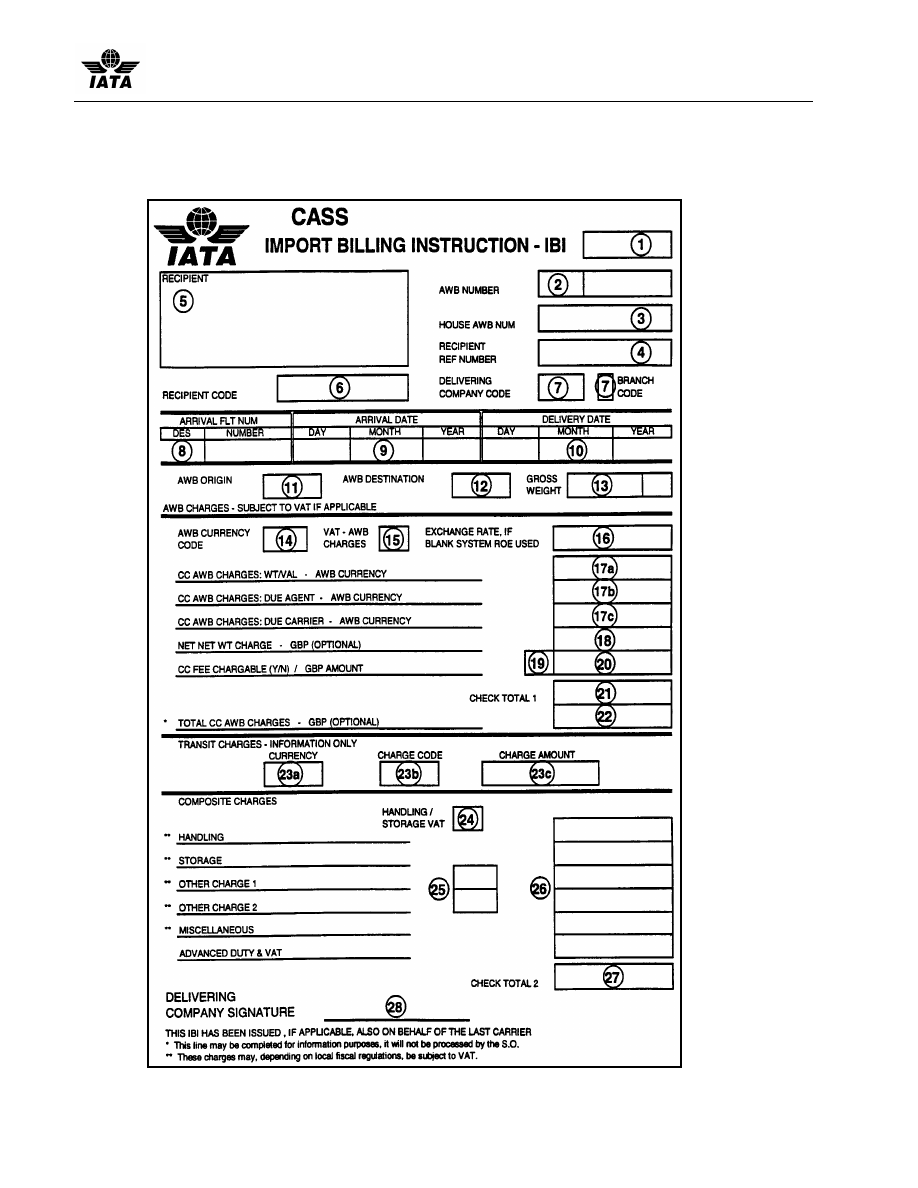 IATA
CASS
IMPORT BILLING INSTRUCTION - IBI 1
IATA
RECIPIENT
5
AWB NUMBER 2
HOUSE AWB NUM 3
RECIPIENT
REF NUMBER 4
RECIPIENT CODE 6
DELIVERING
COMPANY CODE 7 7 BRANCH
CODE
ARRIVAL FLT NUM ARRIVAL DATE DELIVERY DATE
DES NUMBER DAY MONTH YEAR DAY MONTH YEAR
8 9 10
AWB ORIGIN 11 AWB DESTINATION 12 GROSS
WEIGHT 13
AWB CHARGES - SUBJECT TO VAT IF APPLICABLE
AWB CURRENCY
CODE 14
VAT - AWB
CHARGES 15
EXCHANGE RATE, IF
BLANK SYSTEM ROE USED 16
CC AWB CHARGES: WT/VAL - AWB CURRENCY 17a
CC AWB CHARGES: DUE AGENT - AWB CURRENCY 17b
CC AWB CHARGES: DUE CARRIER - AWB CURRENCY 17c
NET NET WT CHARGE - GBP (OPTIONAL) 18
CC FEE CHARGABLE (Y/N) / GBP AMOUNT 19 20
CHECK TOTAL 1 21
* TOTAL CC AWB CHARGES - GBP (OPTIONAL) 22
TRANSIT CHARGES - INFORMATION ONLY
CURRENCY CHARGE CODE CHARGE AMOUNT
23a 23b 23c
COMPOSITE CHARGES
HANDLING /
STORAGE VAT 24
** HANDLING
** STORAGE
** OTHER CHARGE 1
25 26
** OTHER CHARGE 2
** MISCELLANEOUS
ADVANCED DUTY & VAT
CHECK TOTAL 2 27
DELIVERING
COMPANY SIGNATURE 28
THIS IBI HAS BEEN ISSUED , IF APPLICABLE, ALSO ON BEHALF OF THE LAST CARRIER
* This line may be completed for information purposes, it will not be processed by the S.O.
** These charges may, depending on local fiscal regulations, be subject to VAT.